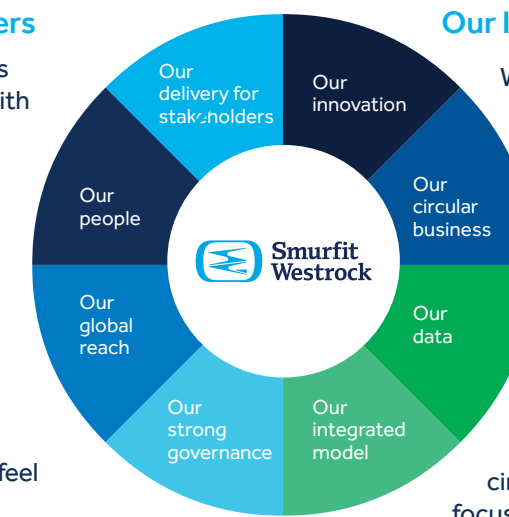 ers
Our I
s
ith
W
Our
delivery for
stakeholders
Our
innovation
Our
people
Our
circular
business
Smurfit
Westrock
Our
global
reach
Our
data
Our
strong
governance
Our
integrated
model
feel
cir
focus